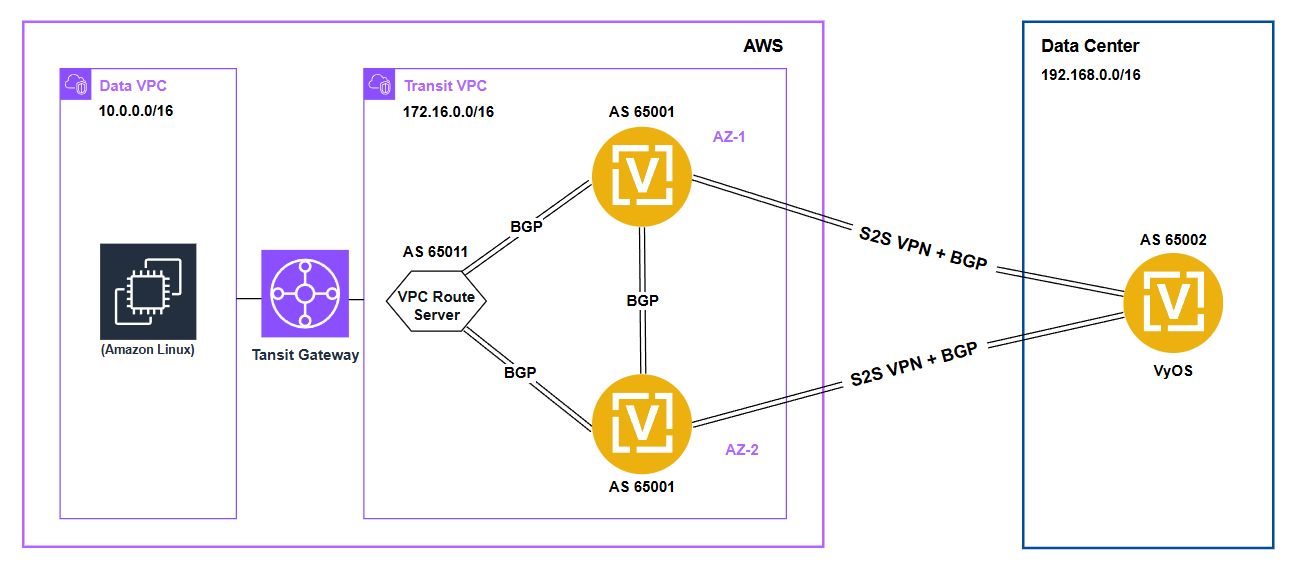 AWS
Data Center
192.168.0.0/16
Data VPC
10.0.0.0/16
Transit VPC
172.16.0.0/16
AS 65001
AZ-1
BGP
S2S VPN + BGP
AS 65011
VPC Route
Server
AS 65002
(Amazon Linux)
Tansit Gateway
BGP
BGP
S2S VPN + BGP
VyOS
AZ-2
AS 65001